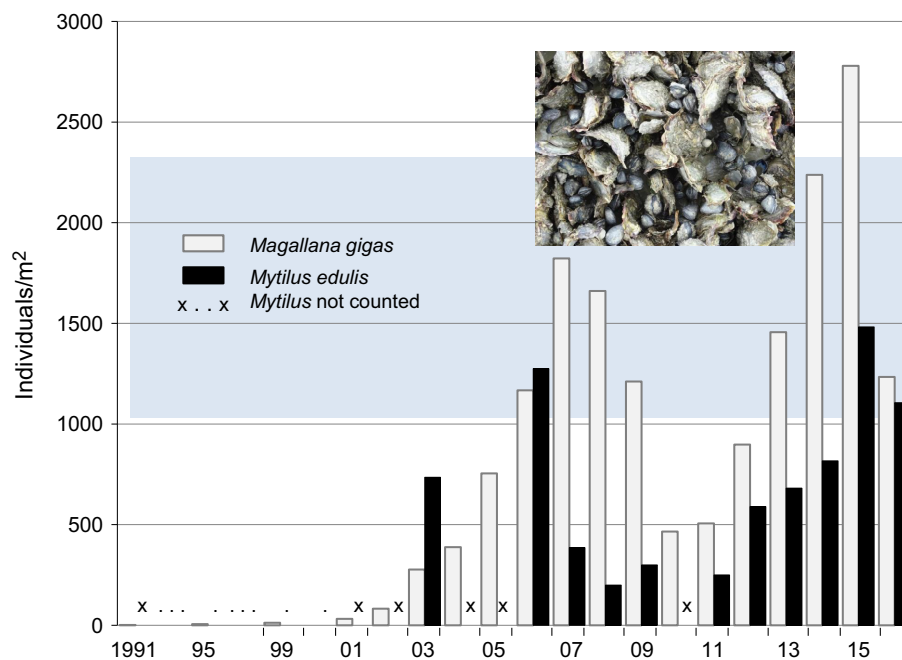 3000
2500
2000
1500
1000
500
0
Individuals/m²
Magallana gigas
Mytilus edulis
x . . x Mytilus not counted
x . . . . . . . . . x x x x x
1991 95 99 01 03 05 07 09 11 13 15